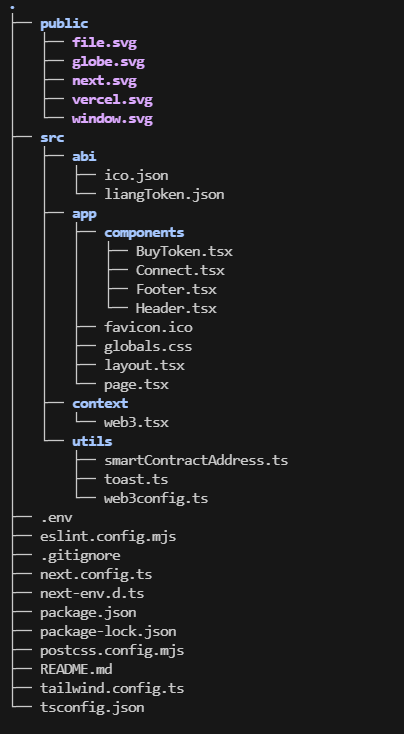 .
├── public
│   ├── file.svg
│   ├── globe.svg
│   ├── next.svg
│   ├── vercel.svg
│   └── window.svg
├── src
│   ├── abi
│   │   ├── ico.json
│   │   └── liangToken.json
│   ├── app
│   │   ├── components
│   │   │   ├── BuyToken.tsx
│   │   │   ├── Connect.tsx
│   │   │   ├── Footer.tsx
│   │   │   └── Header.tsx
│   │   ├── favicon.ico
│   │   ├── globals.css
│   │   ├── layout.tsx
│   │   └── page.tsx
│   ├── context
│   │   └── web3.tsx
│   └── utils
│       ├── smartContractAddress.ts
│       ├── toast.ts
│       └── web3config.ts
├── .env
├── eslint.config.mjs
├── .gitignore
├── next.config.ts
├── next-env.d.ts
├── package.json
├── package-lock.json
├── postcss.config.mjs
├── README.md
├── tailwind.config.ts
└── tsconfig.json